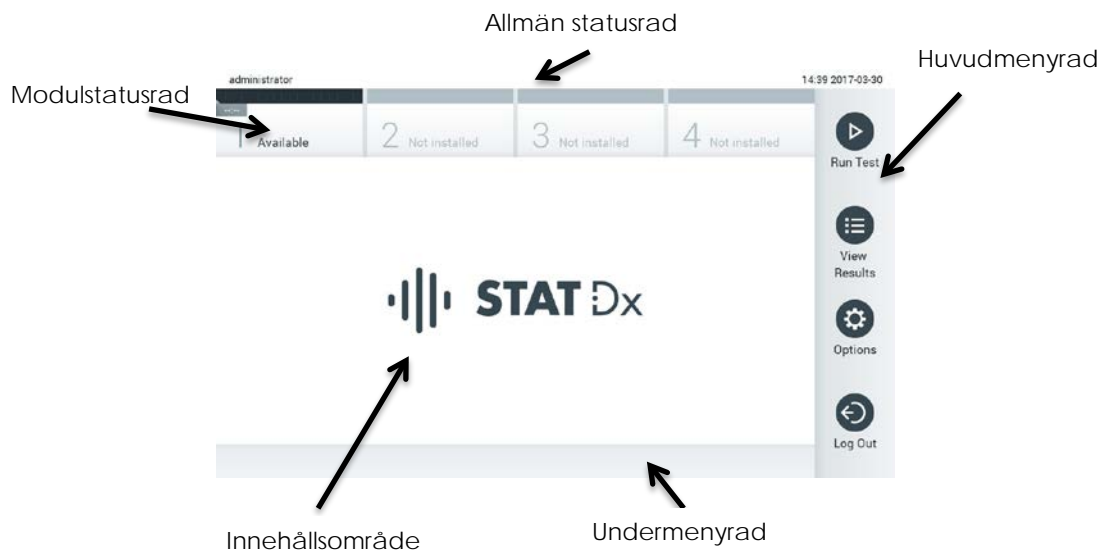 Allmän statusrad
Huvudmenyrad
administrator
14:39 2017-03-30
Modulstatusrad
Available
2 Not installed
3 Not installed
4 Not installed
Run Test
View
Results
STAT Dx
Options
Log Out
Innehållsområde
Undermenyrad